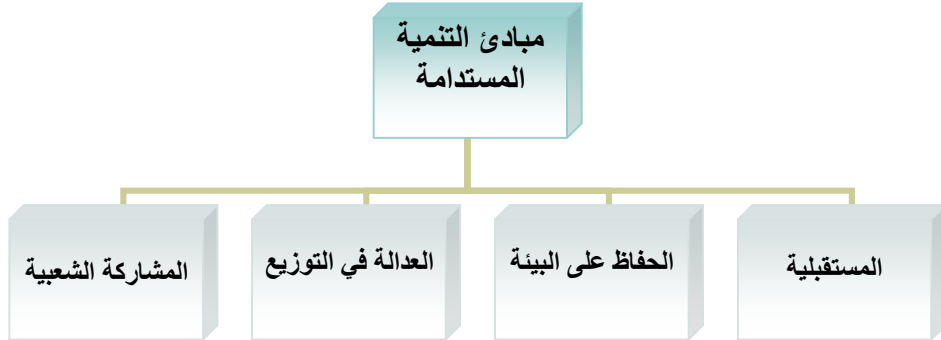 مبادئ التنمية
المستدامة
المستقبلية
الحفاظ على البيئة
العدالة في التوزيع
المشاركة الشعبية